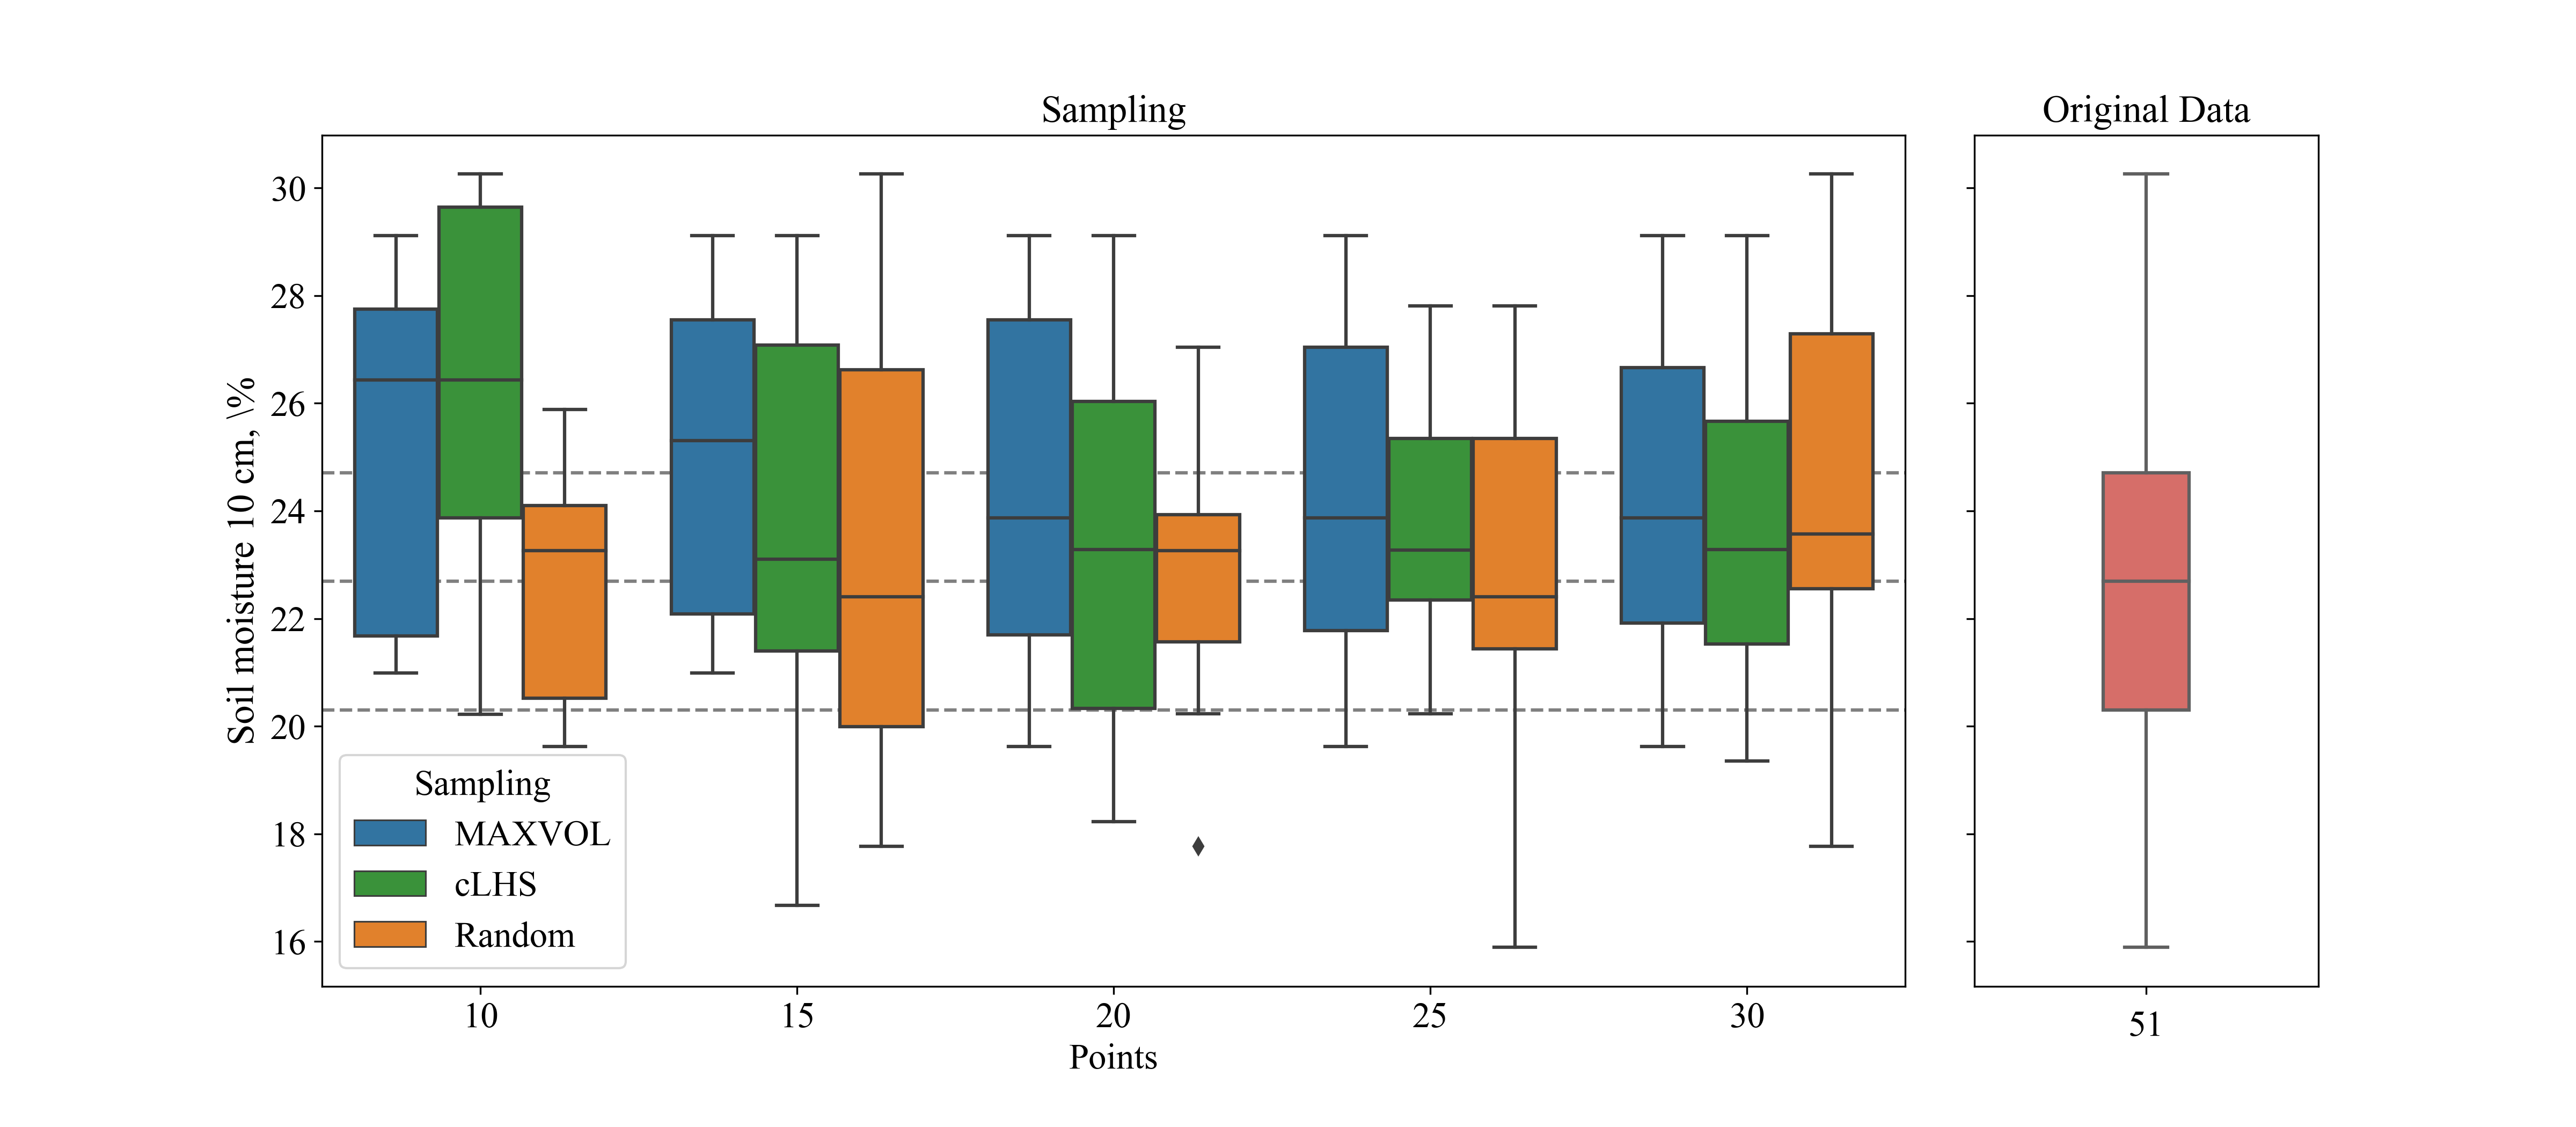 Sampling
Original Data
Soil moisture 10 cm, \%
30
28
26
24
22
20
18
16
Sampling
MAXVOL
cLHS
Random
10
15
20
25
30
51
Points